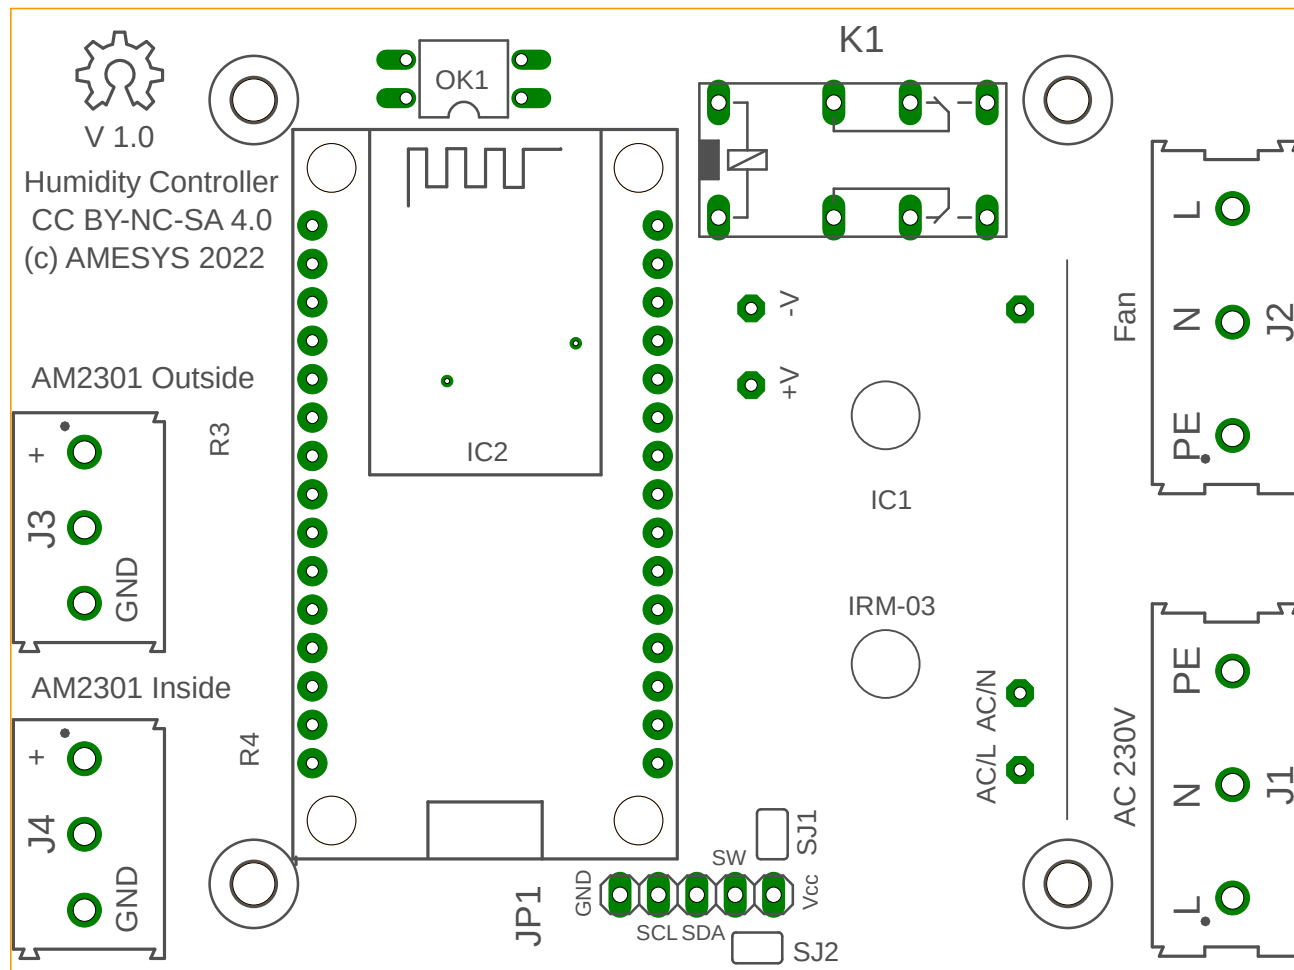 OK1
K1
V 1.0
Humidity Controller
CC BY-NC-SA 4.0
(c) AMESYS 2022
-V
+V
L
N
PE
Fan
J2
AM2301 Outside
+
J3
GND
R3
IC2
IC1
IRM-03
AM2301 Inside
+
J4
GND
R4
AC/N
AC/L
PE
N
L
AC 230V
J1
SJ1
SW
JP1
GND
Vcc
SCL
SDA
SJ2